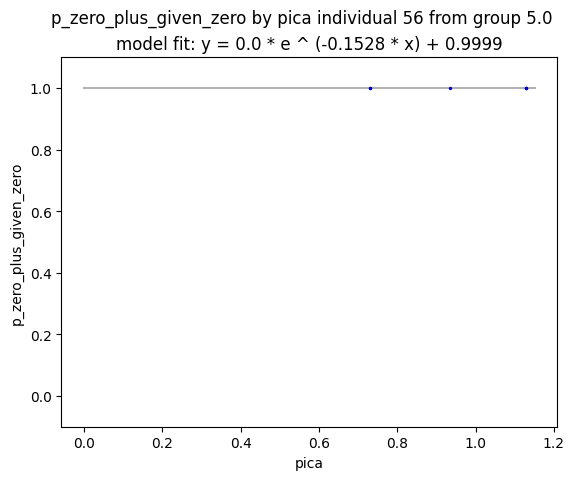 p_zero_plus_given_zero by pica individual 56 from group 5.0
model fit: y = 0.0 * e ^ (-0.1528 * x) + 0.9999
1.0
0.8
0.6
0.4
0.2
0.0
p_zero_plus_given_zero
0.0 0.2 0.4 0.6 0.8 1.0 1.2
pica